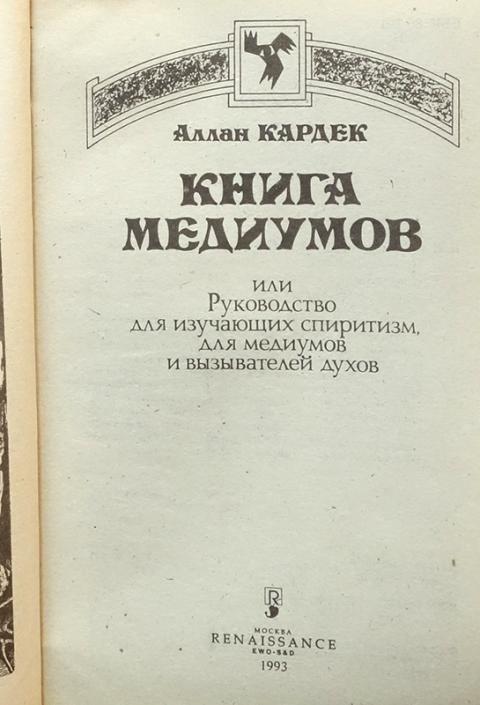 Аллан КАРДЕК
КНИГА
МЕДИУМОВ
или
Руководство
для изучающих спиритизм,
для медиумов
и вызывателей духов
R
МОСКВА
RENAISSANCE
EWO-S&D
1993